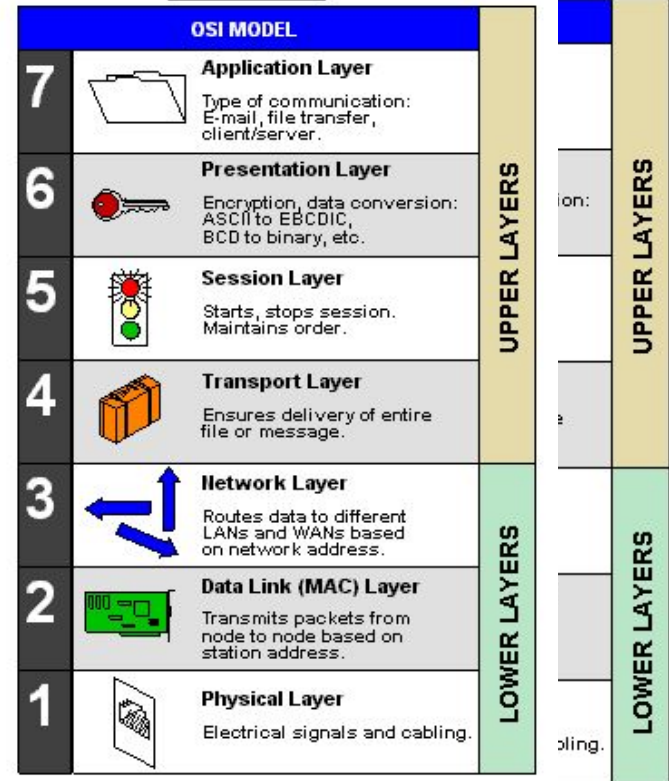 OSI MODEL
7
Application Layer
Type of communication:
E-mail, file transfer,
client/server.
6
Presentation Layer
Encryption, data conversion:
ASCII to EBCDIC,
BCD to binary, etc.
5
Session Layer
Starts, stops session.
Maintains order.
4
Transport Layer
Ensures delivery of entire
file or message.
3
Network Layer
Routes data to different
LANs and WANs based
on network address.
2
Data Link (MAC) Layer
Transmits packets from
node to node based on
station address.
1
Physical Layer
Electrical signals and cabling.
UPPER LAYERS
LOWER LAYERS
ion:
e
bling.
UPPER LAYERS
LOWER LAYERS